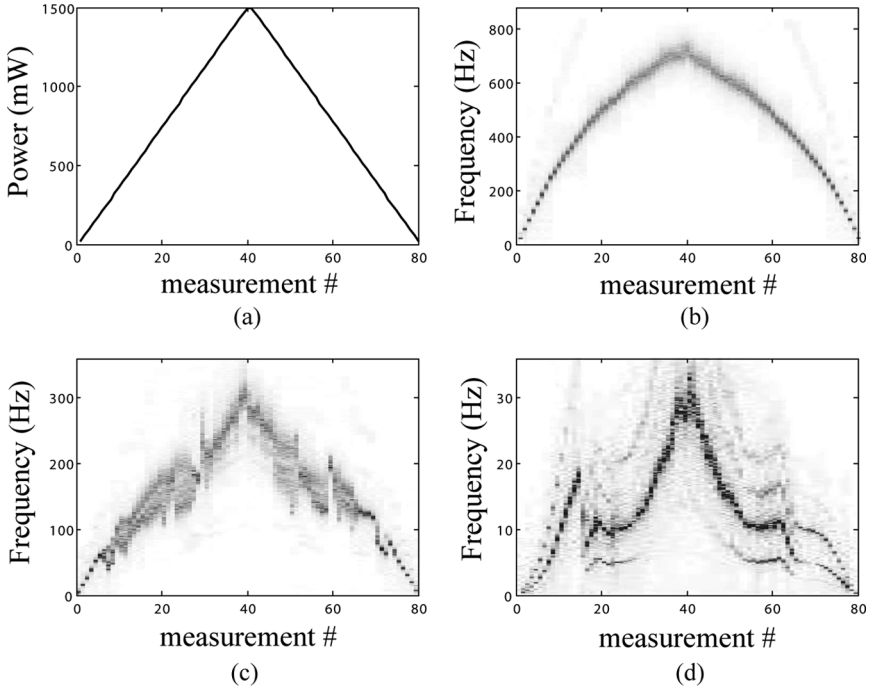 Power (mW)
1500
1000
500
0
0 20 40 60 80
measurement #
(a)
Frequency (Hz)
800
600
400
200
0
0 20 40 60 80
measurement #
(b)
Frequency (Hz)
300
200
100
0
0 20 40 60 80
measurement #
(c)
Frequency (Hz)
30
20
10
0
0 20 40 60 80
measurement #
(d)